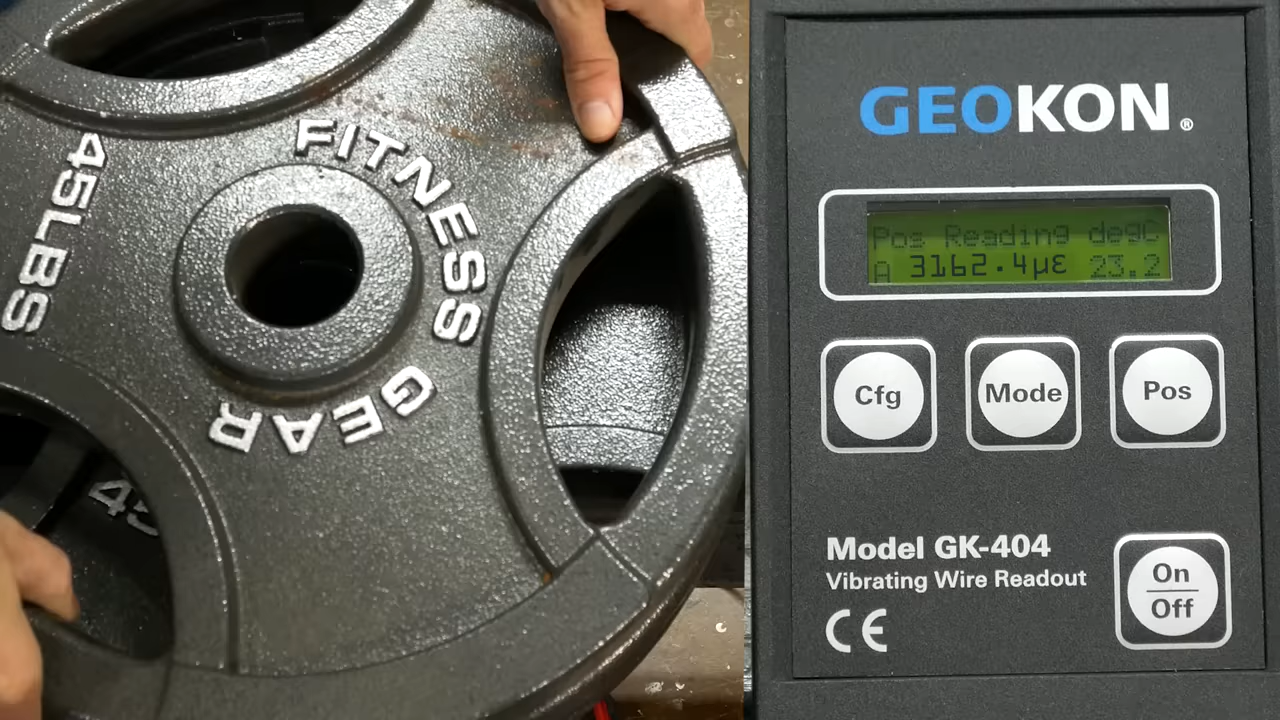 FITNESS
GEAR
45LBS
45
GEOKON®
Pos Reading degC
A 3162.4µε 23.2
Cfg
Mode
Pos
Model GK-404
Vibrating Wire Readout
CE
On
Off